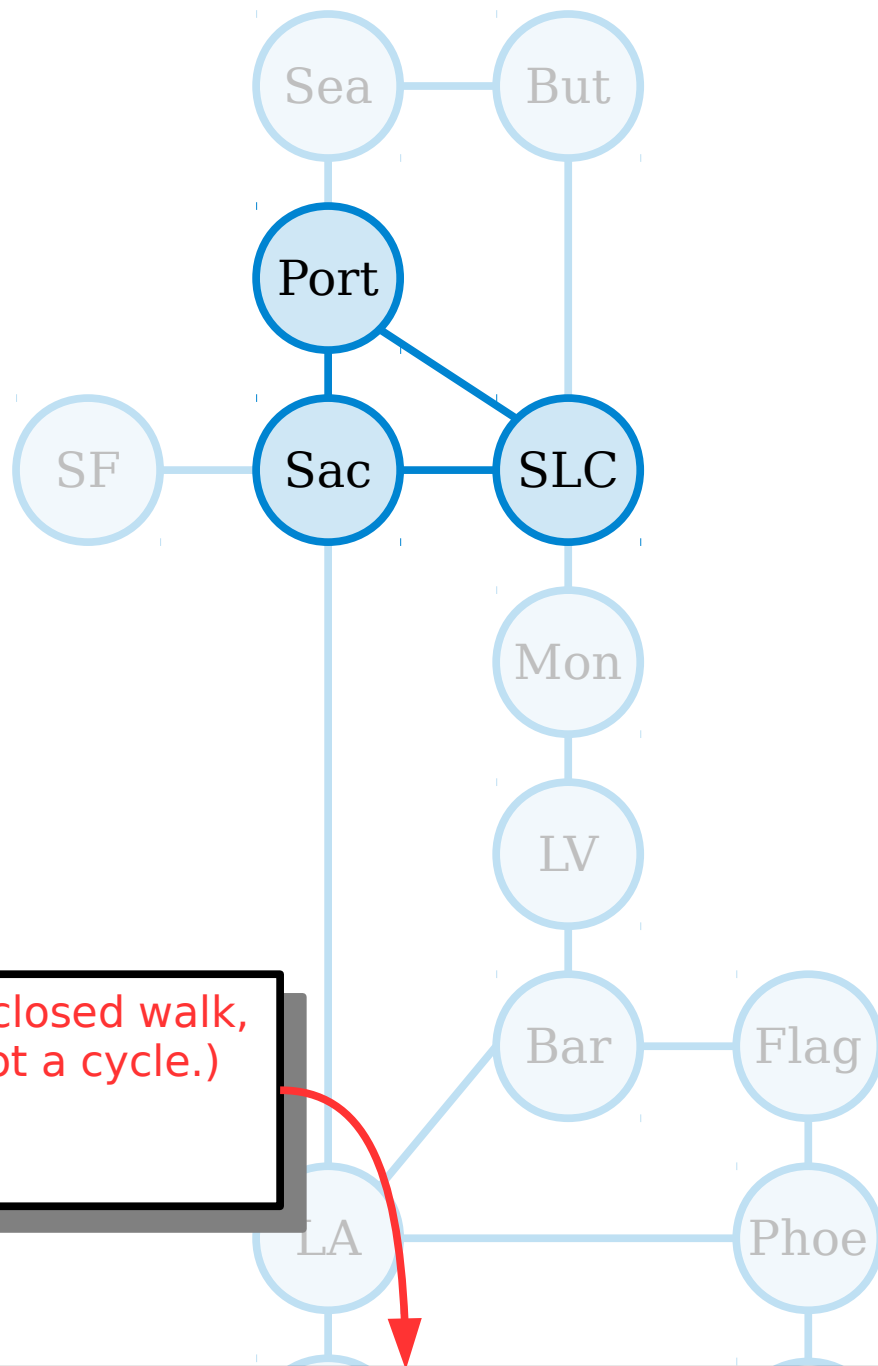 Sea
But
Port
SF
Sac
SLC
Mon
LV
closed walk,
ot a cycle.)
Bar
Flag
LA
Phoe